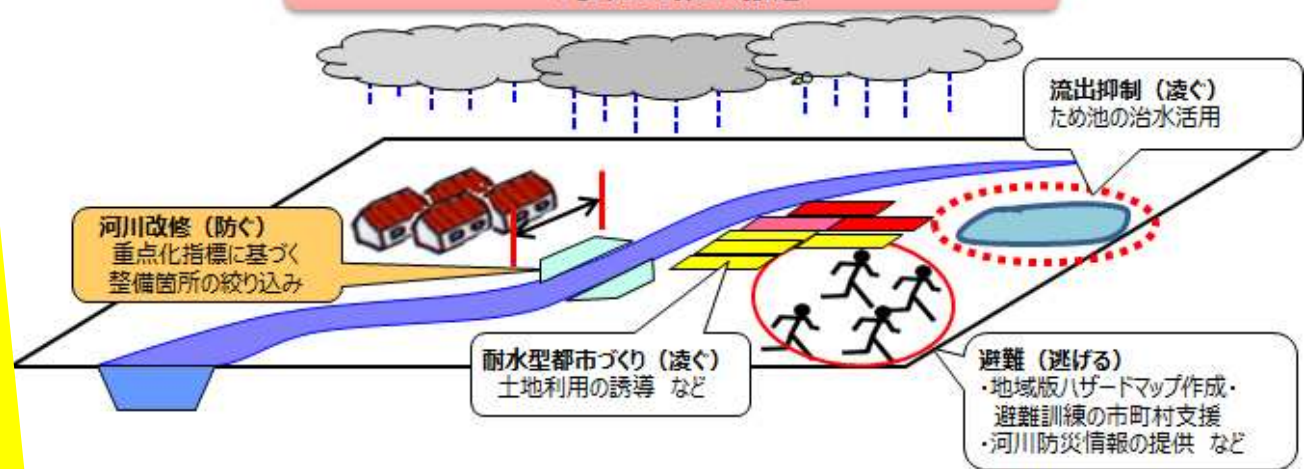 流出抑制（凌ぐ）
ため池の治水活用
河川改修（防ぐ）
重点化指標に基づく
整備箇所の絞り込み
耐水型都市づくり（凌ぐ）
土地利用の誘導 など
避難（逃げる）
・地域版ハザードマップ作成・
避難訓練の市町村支援
・河川防災情報の提供 など